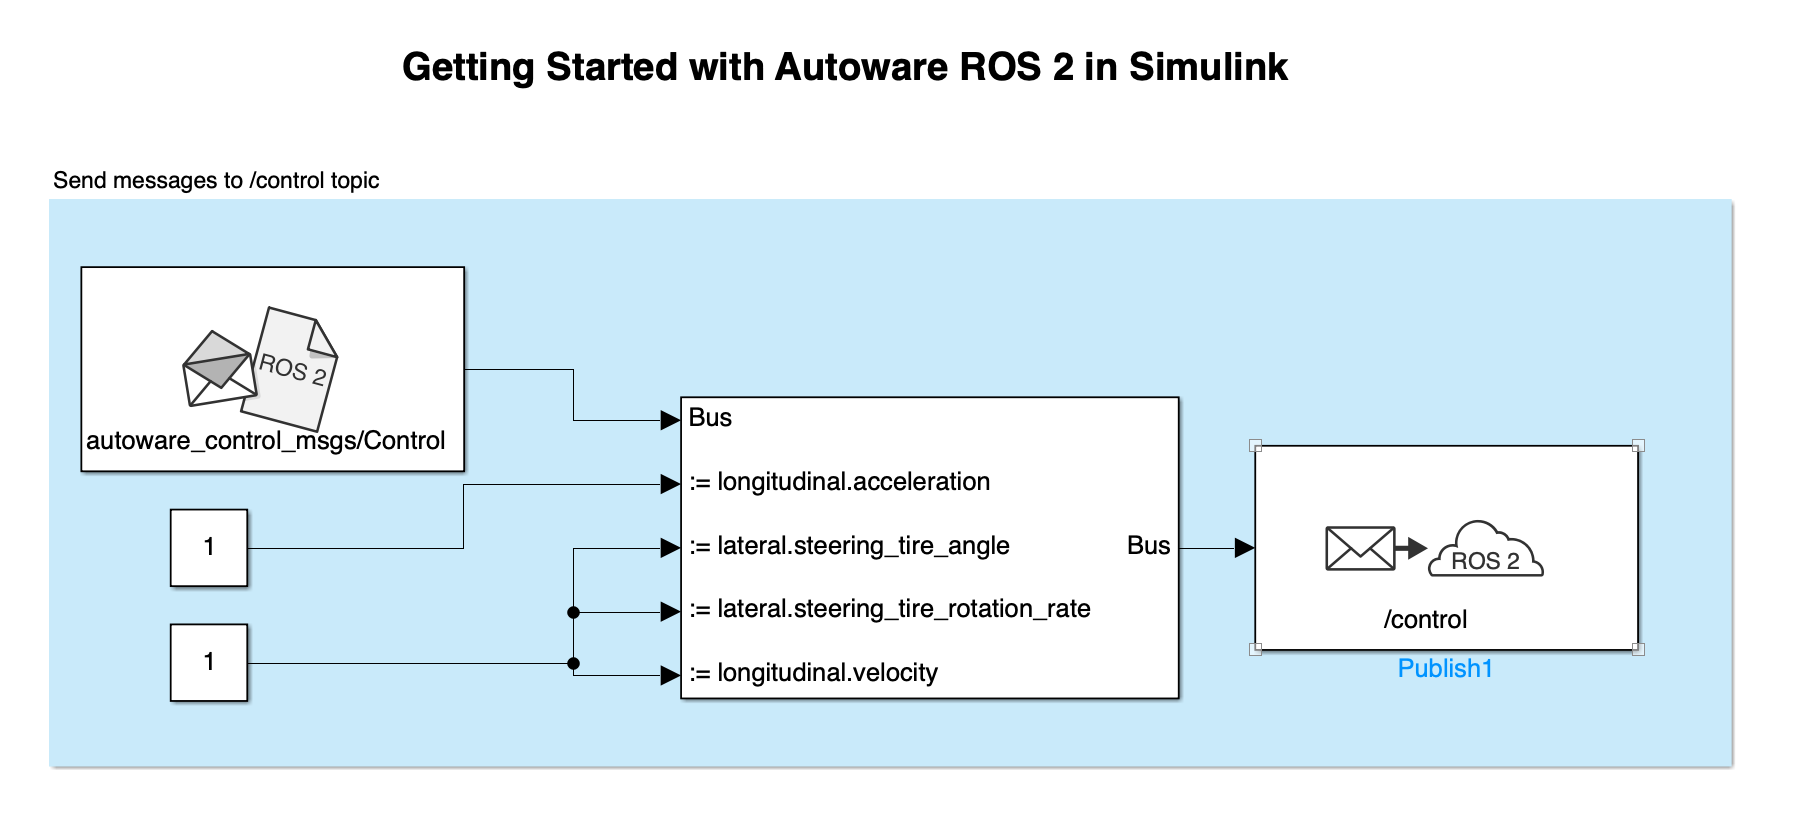 Getting Started with Autoware ROS 2 in Simulink
Send messages to /control topic
ROS 2
autoware_control_msgs/Control
1
1
Bus
:= longitudinal.acceleration
:= lateral.steering_tire_angle
Bus
:= lateral.steering_tire_rotation_rate
:= longitudinal.velocity
ROS 2
/control
Publish1